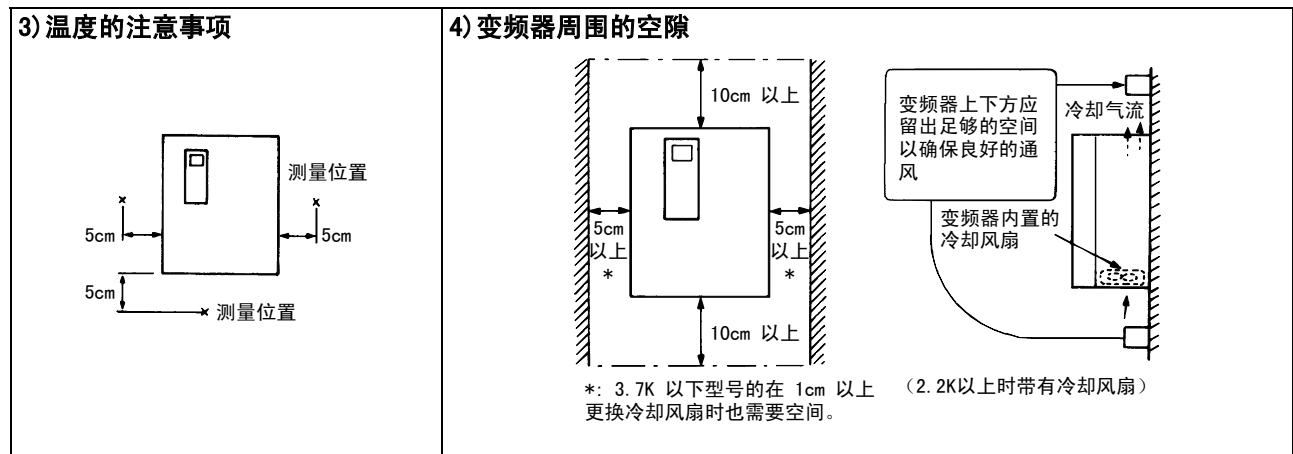 3)温度的注意事项
测量位置
5cm
5cm
5cm
测量位置
4)变频器周围的空隙
10cm 以上
5cm
以上
*
5cm
以上
*
10cm 以上
*: 3.7K 以下型号的在 1cm 以上
更换冷却风扇时也需要空间。
变频器上下方应
留出足够的空间
以确保良好的通
风
冷却气流
变频器内置的
冷却风扇
（2.2K以上时带有冷却风扇）